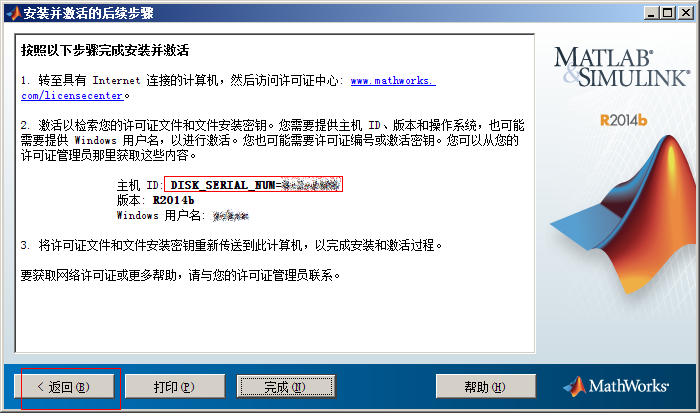 安装并激活的后续步骤
按照以下步骤完成安装并激活
1. 转至具有 Internet 连接的计算机，然后访问许可证中心: www.mathworks.
com/licensecenter。
2. 激活以检索您的许可证文件和文件安装密钥。您需要提供主机 ID、版本和操作系统，也可能
需要提供 Windows 用户名，以进行激活。您也可能需要许可证编号或激活密钥。您可以从您的
许可证管理员那里获取这些内容。
主机 ID: DISK_SERIAL_NUM=
版本: R2014b
Windows 用户名:
3. 将许可证文件和文件安装密钥重新传送到此计算机，以完成安装和激活过程。
要获取网络许可证或更多帮助，请与您的许可证管理员联系。
MATLAB®
&SIMULINK®
R2014b
< 返回(B)
打印(P)
完成(N)
帮助(H)
MathWorks®